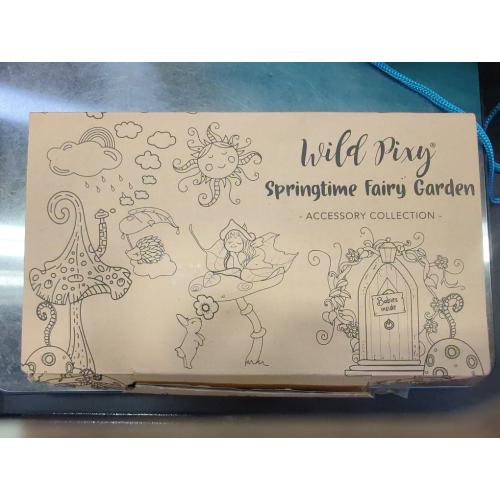 Wild Pixy®
Springtime Fairy Garden
- ACCESSORY COLLECTION -
Babies
inside